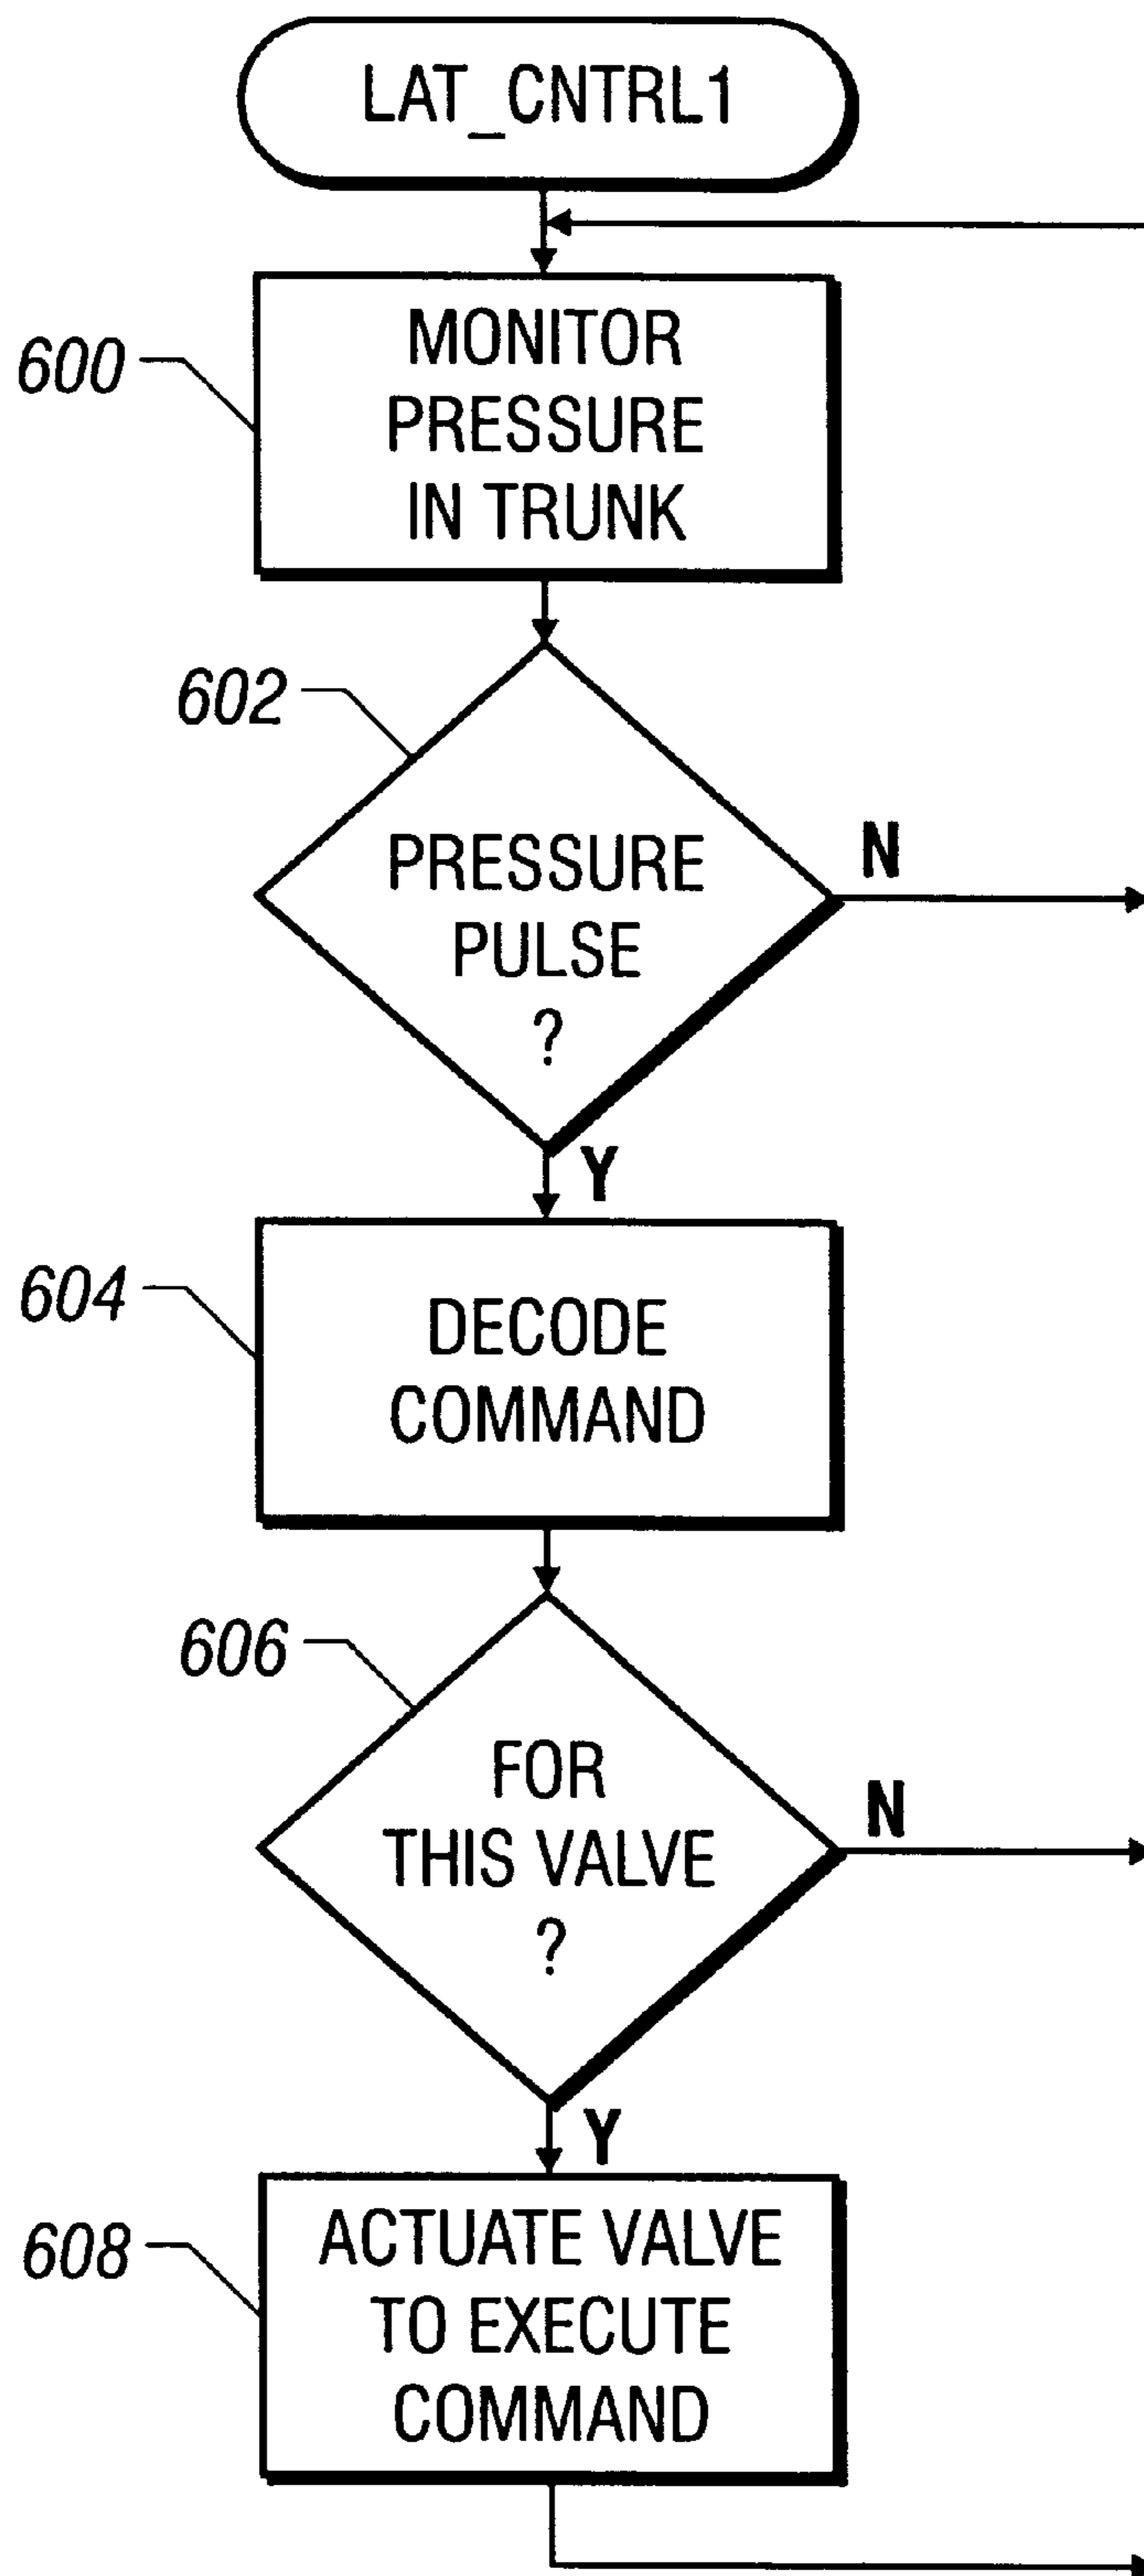 LAT_CNTRL1
600
MONITOR
PRESSURE
IN TRUNK
602
PRESSURE
PULSE
?
N
Y
604
DECODE
COMMAND
606
FOR
THIS VALVE
?
N
Y
608
ACTUATE VALVE
TO EXECUTE
COMMAND